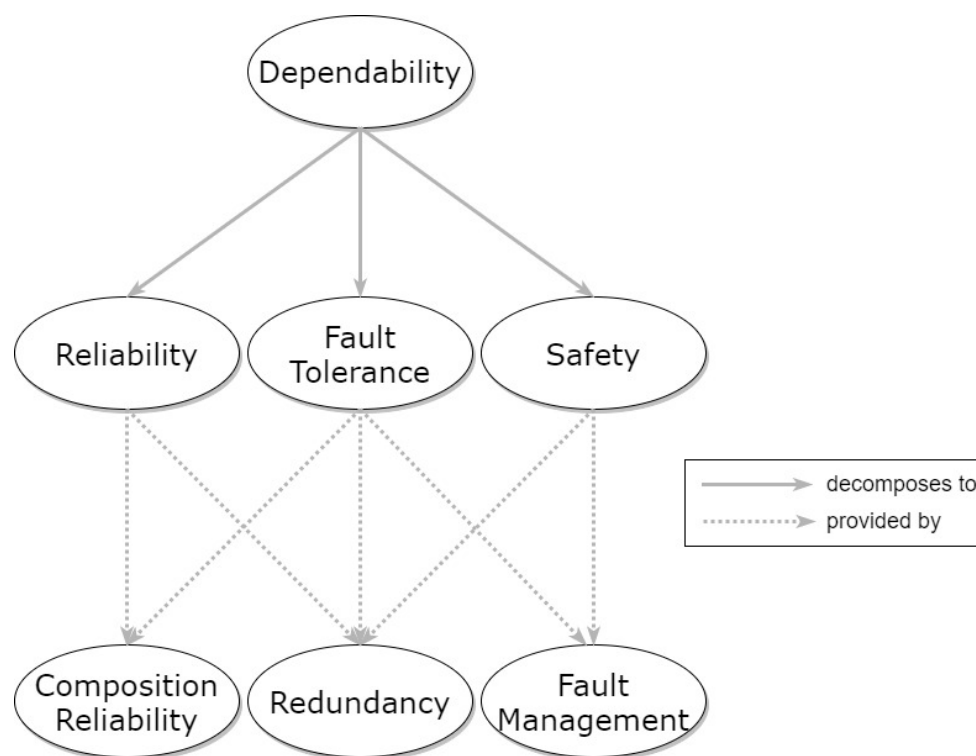 Dependability
Reliability
Fault
Tolerance
Safety
decomposes to
provided by
Composition
Reliability
Redundancy
Fault
Management